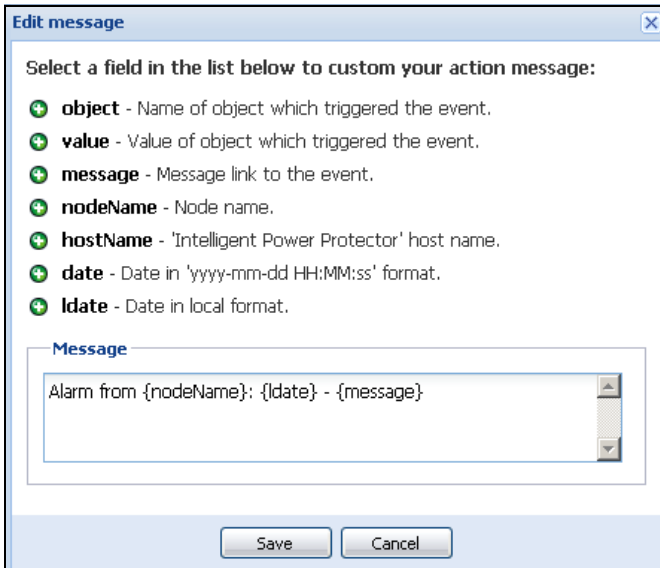 Edit message
Select a field in the list below to custom your action message:
object - Name of object which triggered the event.
value - Value of object which triggered the event.
message - Message link to the event.
nodeName - Node name.
hostName - 'Intelligent Power Protector' host name.
date - Date in 'yyyy-mm-dd HH:MM:ss' format.
ldate - Date in local format.
Message
Alarm from {nodeName}: {ldate} - {message}
Save Cancel